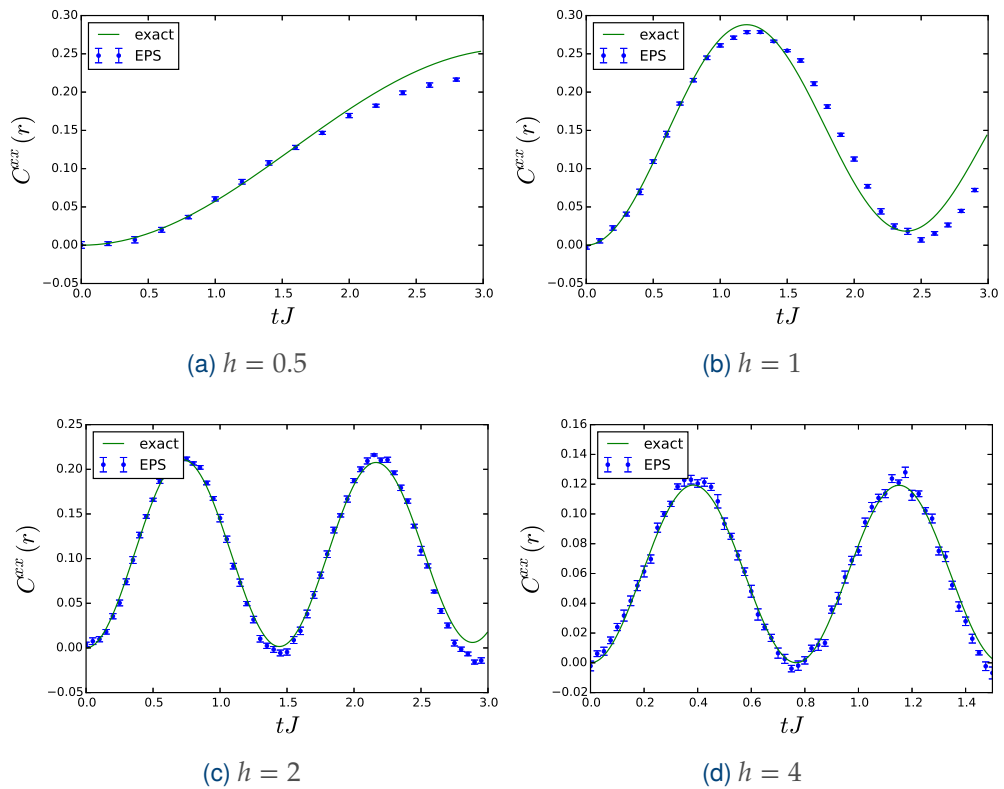 0.30
0.25
0.20
0.15
0.10
0.05
0.00
−0.05
C^{xx}(r)
exact
EPS
0.0 0.5 1.0 1.5 2.0 2.5 3.0
tJ
(a) h = 0.5
0.30
0.25
0.20
0.15
0.10
0.05
0.00
−0.05
C^{xx}(r)
exact
EPS
0.0 0.5 1.0 1.5 2.0 2.5 3.0
tJ
(b) h = 1
0.25
0.20
0.15
0.10
0.05
0.00
−0.05
C^{xx}(r)
exact
EPS
0.0 0.5 1.0 1.5 2.0 2.5 3.0
tJ
(c) h = 2
0.16
0.14
0.12
0.10
0.08
0.06
0.04
0.02
0.00
−0.02
C^{xx}(r)
exact
EPS
0.0 0.2 0.4 0.6 0.8 1.0 1.2 1.4
tJ
(d) h = 4